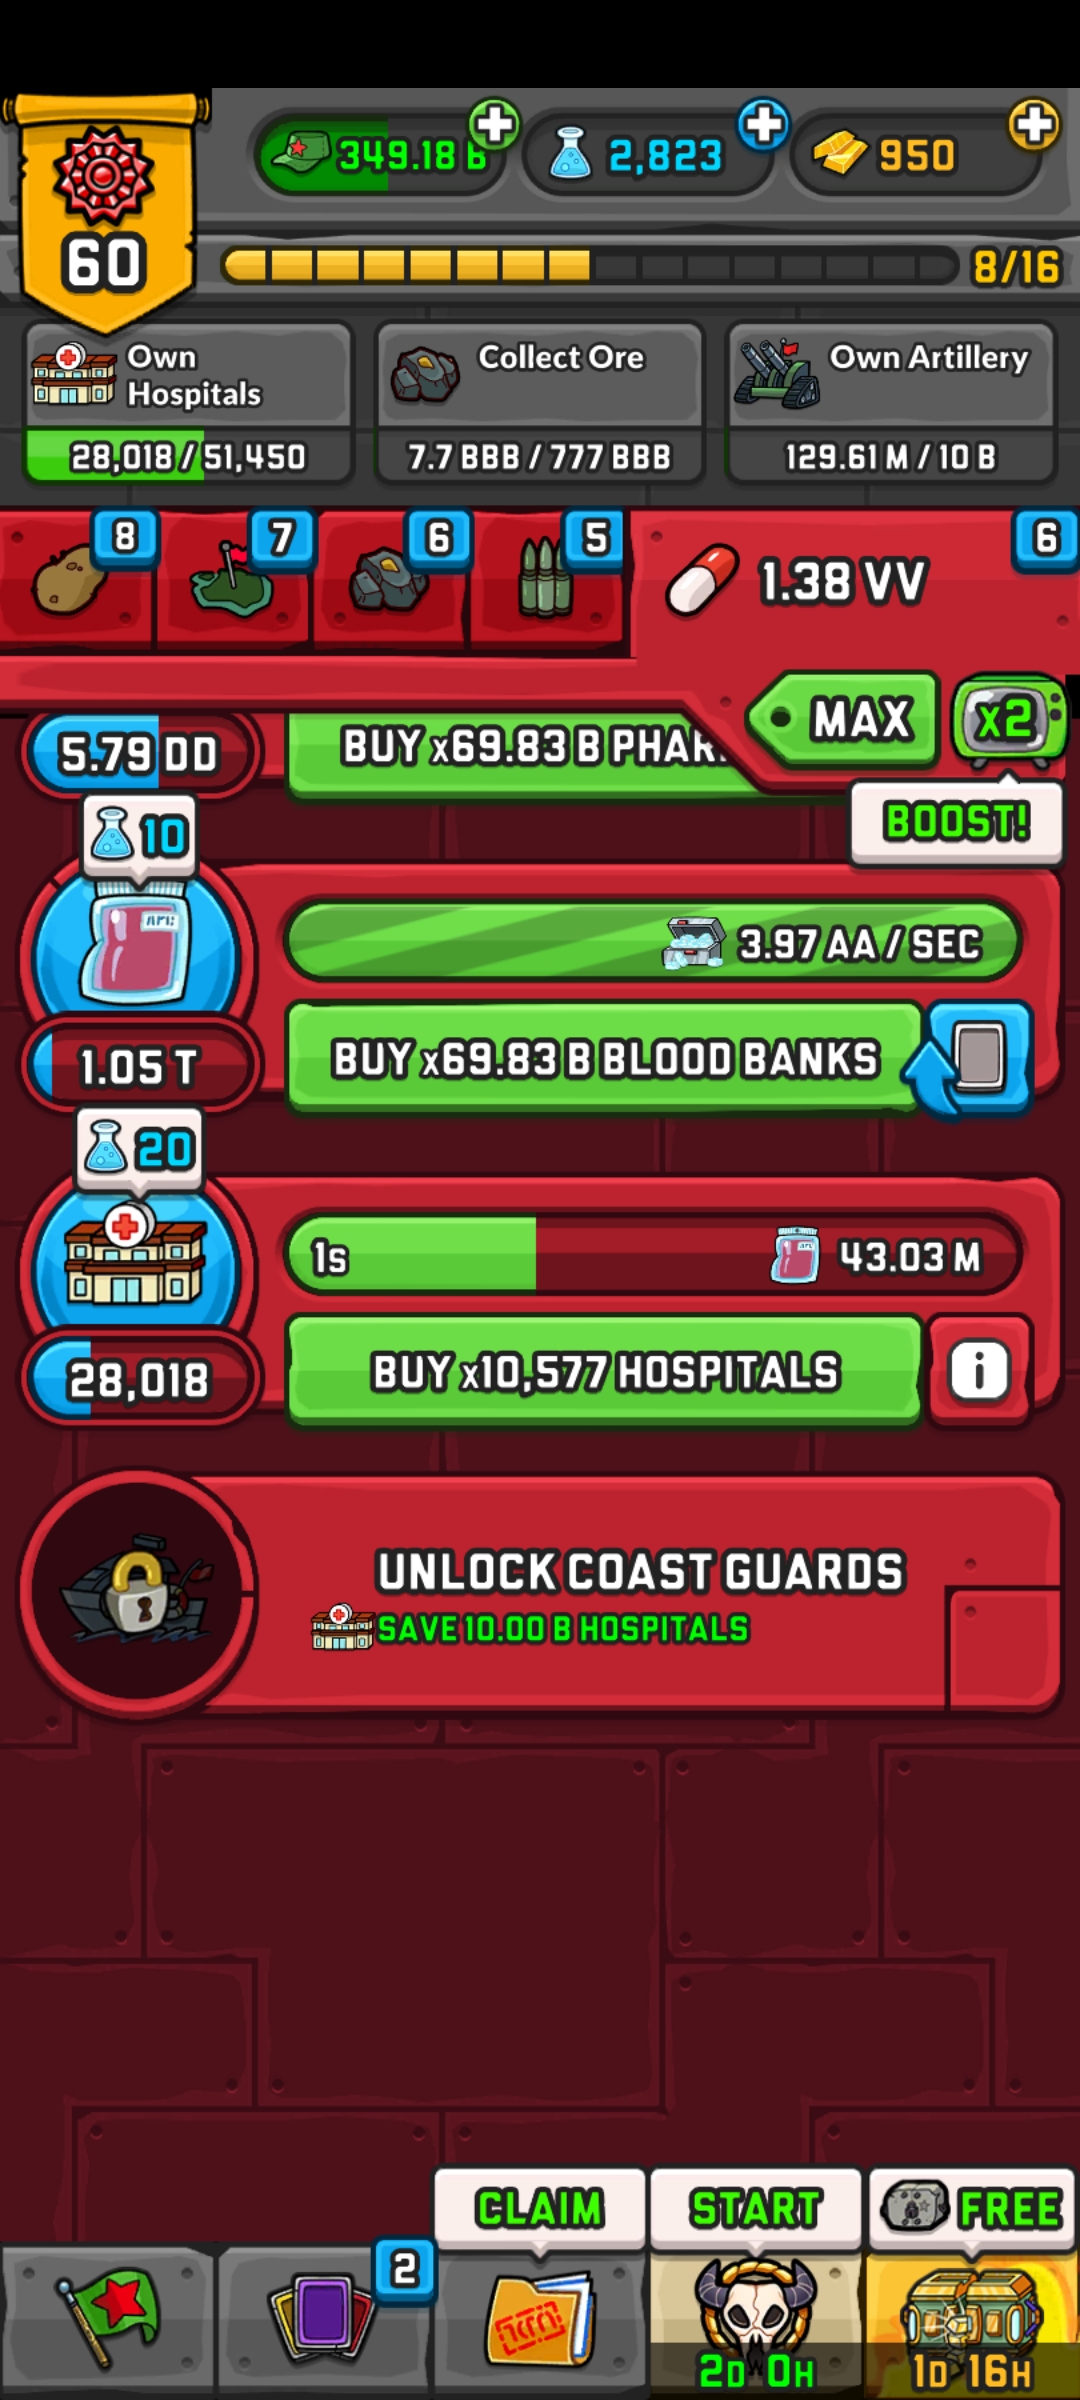 349.18 B
2,823
950
60
8/16
Own
Hospitals
28,018 / 51,450
Collect Ore
7.7 BBB / 777 BBB
Own Artillery
129.61 M / 10 B
8
7
6
5
1.38 VV
6
MAX
x2
BOOST!
5.79 DD
BUY x69.83 B PHAR
10
3.97 AA / SEC
1.05 T
BUY x69.83 B BLOOD BANKS
20
1s
43.03 M
28,018
BUY x10,577 HOSPITALS
i
UNLOCK COAST GUARDS
SAVE 10.00 B HOSPITALS
CLAIM
START
FREE
2
2D 0H
1D 16H